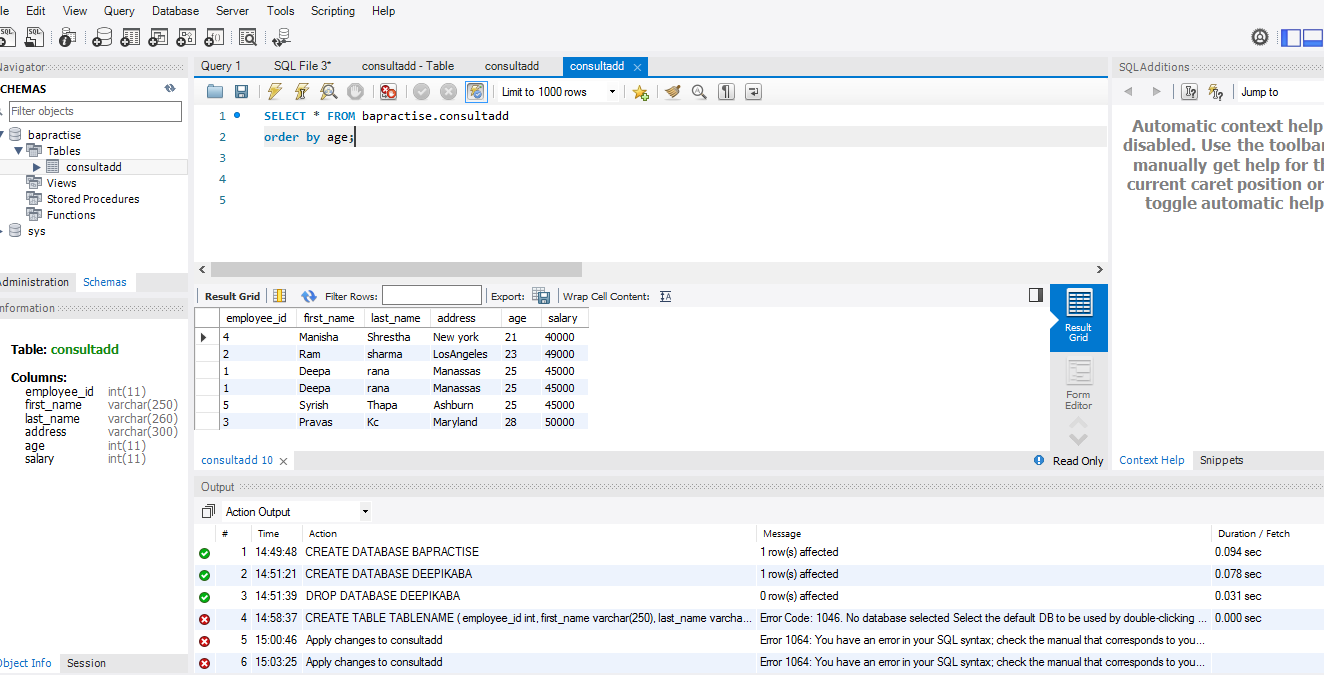 le Edit View Query Database Server Tools Scripting Help
Navigator
SCHEMAS
Filter objects
bapractise
Tables
consultadd
Views
Stored Procedures
Functions
sys
Administration Schemas
Information
Table: consultadd
Columns:
employee_id int(11)
first_name varchar(250)
last_name varchar(260)
address varchar(300)
age int(11)
salary int(11)
Object Info Session
Query 1 SQL File 3* consultadd - Table consultadd consultadd
Limit to 1000 rows
1 SELECT * FROM bapractise.consultadd
2 order by age;
3
4
5
Result Grid Filter Rows: Export: Wrap Cell Content:
employee_id first_name last_name address age salary
4 Manisha Shrestha New york 21 40000
2 Ram sharma LosAngeles 23 49000
1 Deepa rana Manassas 25 45000
1 Deepa rana Manassas 25 45000
5 Syrish Thapa Ashburn 25 45000
3 Pravas Kc Maryland 28 50000
Result
Grid
Form
Editor
consultadd 10 Read Only
SQLAdditions
Jump to
Automatic context help
disabled. Use the toolbar
manually get help for th
current caret position or
toggle automatic help
Context Help Snippets
Output
Action Output
# Time Action Message Duration / Fetch
1 14:49:48 CREATE DATABASE BAPRACTISE 1 row(s) affected 0.094 sec
2 14:51:21 CREATE DATABASE DEEPIKABA 1 row(s) affected 0.078 sec
3 14:51:39 DROP DATABASE DEEPIKABA 0 row(s) affected 0.031 sec
4 14:58:37 CREATE TABLE TABLENAME ( employee_id int, first_name varchar(250), last_name varcha... Error Code: 1046. No database selected Select the default DB to be used by double-clicking ... 0.000 sec
5 15:00:46 Apply changes to consultadd Error 1064: You have an error in your SQL syntax; check the manual that corresponds to you...
6 15:03:25 Apply changes to consultadd Error 1064: You have an error in your SQL syntax; check the manual that corresponds to you...